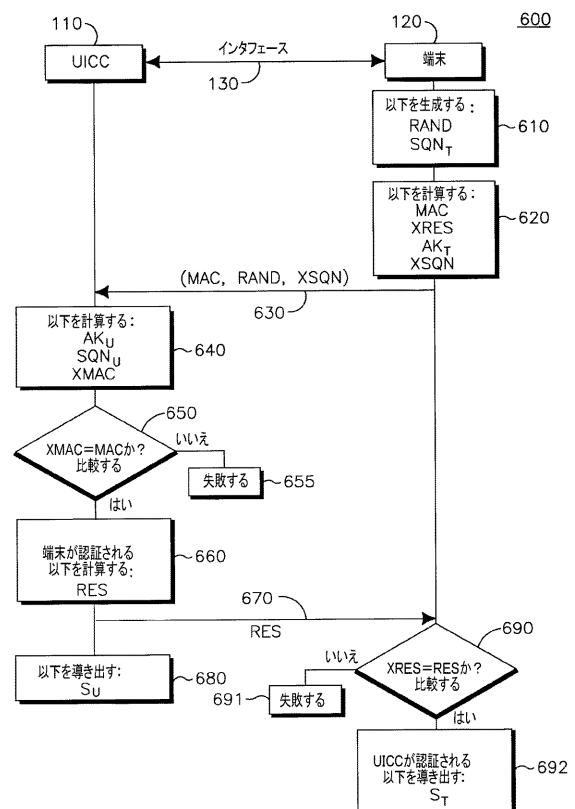 600
110
120
UICC
インタフェース
端末
130
以下を生成する:
RAND
SQNT
610
以下を計算する:
MAC
XRES
AKT
XSQN
620
(MAC, RAND, XSQN)
630
以下を計算する:
AKU
SQNU
XMAC
640
650
XMAC=MACか?
比較する
いいえ
失敗する
655
はい
端末が認証される
以下を計算する:
RES
660
670
RES
以下を導き出す:
SU
680
690
XRES=RESか?
比較する
いいえ
691
失敗する
はい
UICCが認証される
以下を導き出す:
ST
692